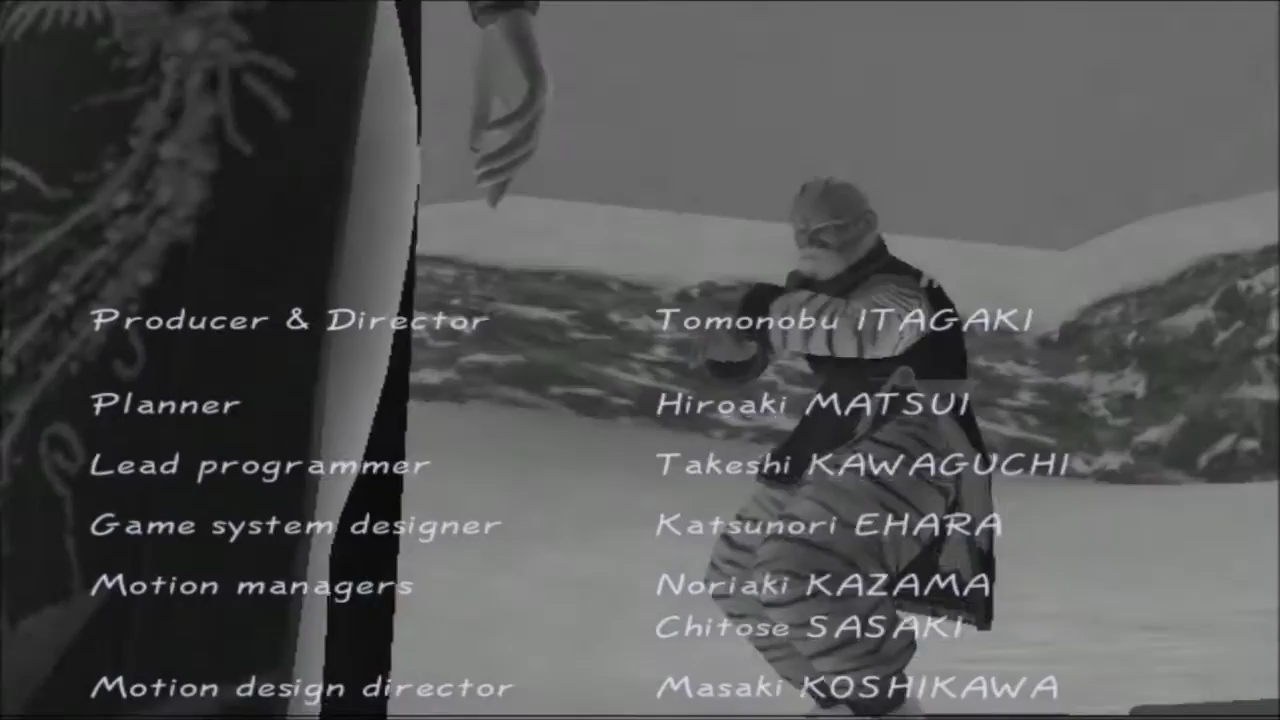 Producer & Director Tomonobu ITAGAKI
Planner Hiroaki MATSUI
Lead programmer Takeshi KAWAGUCHI
Game system designer Katsunori EHARA
Motion managers Noriaki KAZAMA
Chitose SASAKI
Motion design director Masaki KOSHIKAWA